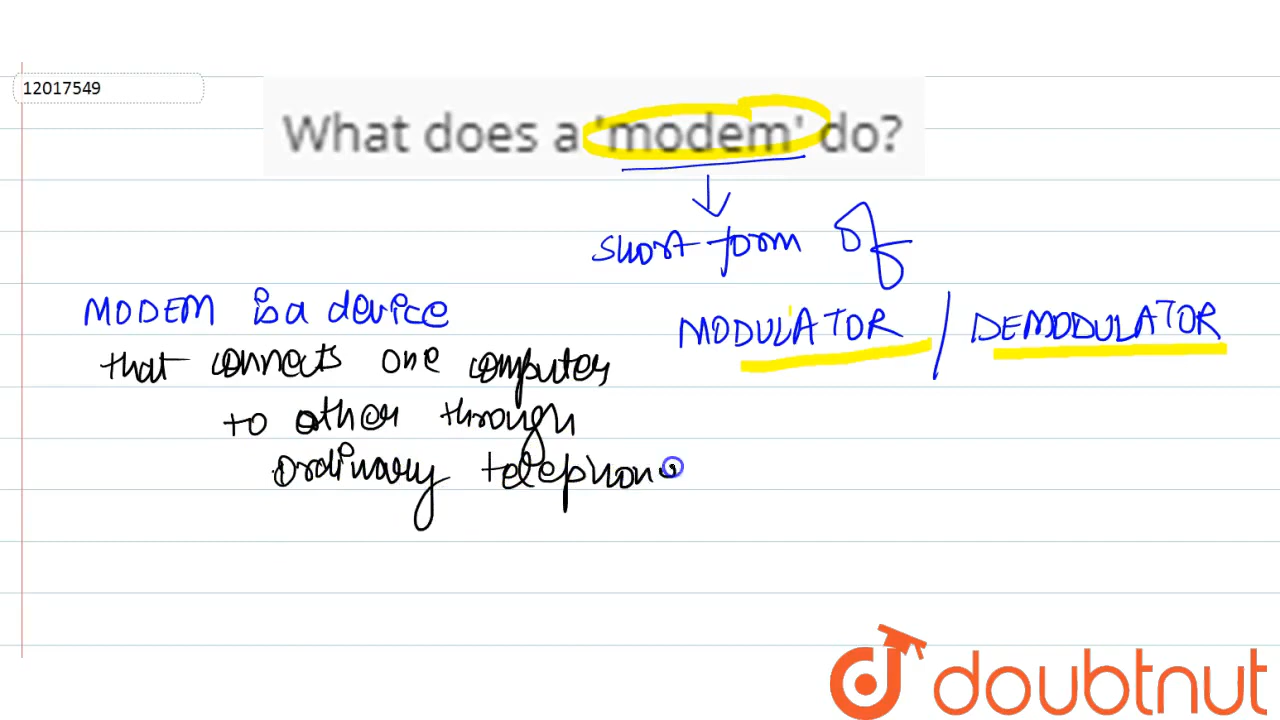 12017549
What does a 'modem' do?
short form of
MODULATOR / DEMODULATOR
MODEM is a device
that connects one computer
to other through
ordinary telephone
doubtnut